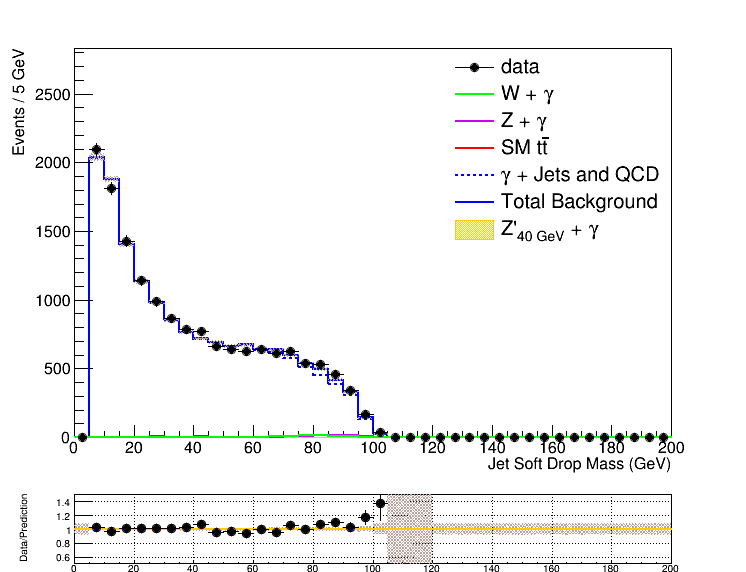 Events / 5 GeV
2500
2000
1500
1000
500
0
data
W + γ
Z + γ
SM tt̄
γ + Jets and QCD
Total Background
Z'40 GeV + γ
0 20 40 60 80 100 120 140 160 180 200
Jet Soft Drop Mass (GeV)
Data/Prediction
1.4
1.2
1
0.8
0.6
0 20 40 60 80 100 120 140 160 180 200